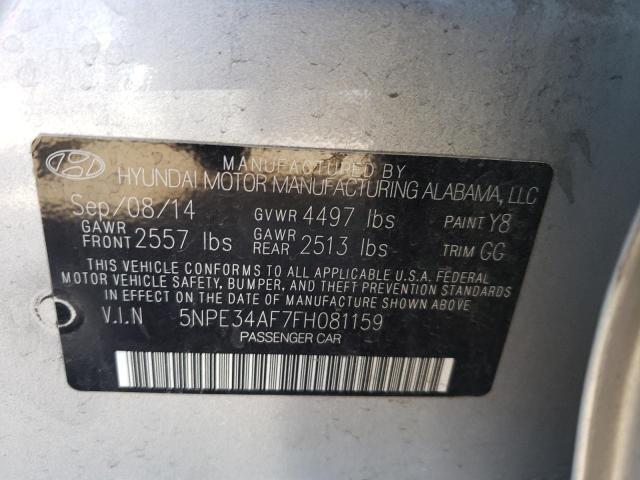 MANUFACTURED BY
HYUNDAI MOTOR MANUFACTURING ALABAMA, LLC
Sep/08/14 GVWR 4497 lbs PAINT Y8
GAWR FRONT 2557 lbs GAWR REAR 2513 lbs TRIM GG
THIS VEHICLE CONFORMS TO ALL APPLICABLE U.S.A. FEDERAL
MOTOR VEHICLE SAFETY, BUMPER, AND THEFT PREVENTION STANDARDS
IN EFFECT ON THE DATE OF MANUFACTURE SHOWN ABOVE.
V.I.N 5NPE34AF7FH081159
PASSENGER CAR